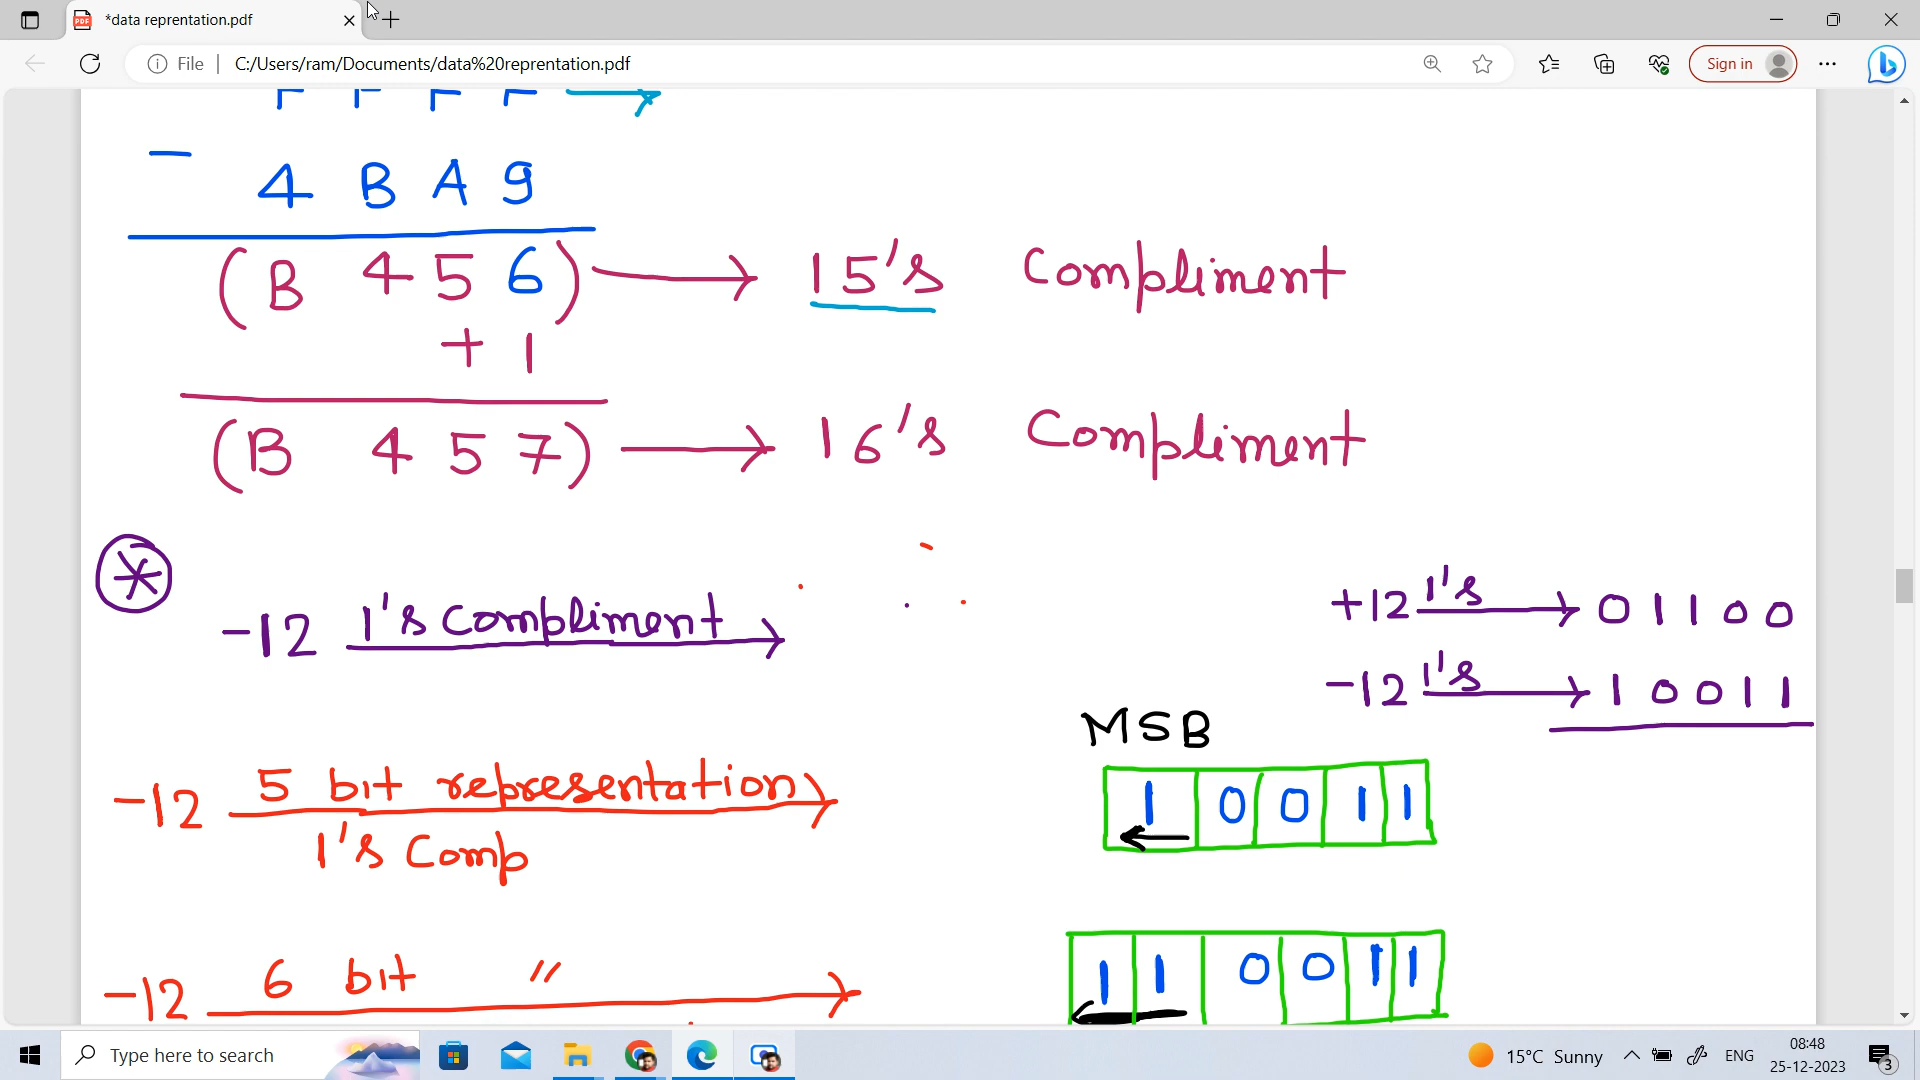 *data reprentation.pdf
File | C:/Users/ram/Documents/data%20reprentation.pdf
Sign in
F F F F →
- 4 B A 9
(B 4 5 6) → 15's Compliment
+ 1
(B 4 5 7) → 16's Compliment
* -12 1's Compliment →
+12 1's → 0 1 1 0 0
-12 1's → 1 0 0 1 1
MSB
-12 5 bit representation →
1's Comp
1 0 0 1 1
-12 6 bit " →
1 1 0 0 1 1
Type here to search
15°C Sunny
ENG
08:48
25-12-2023
3